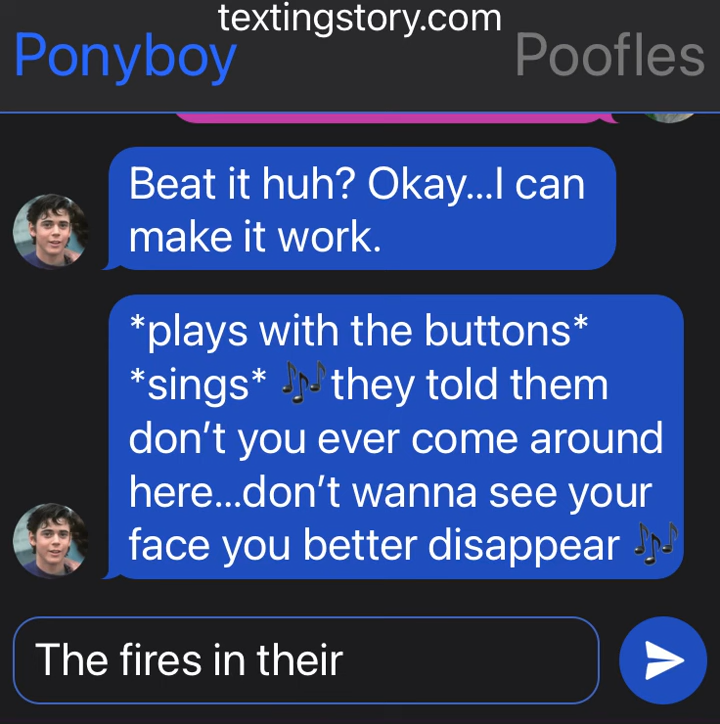 textingstory.com
Ponyboy Poofles
Beat it huh? Okay...I can
make it work.
*plays with the buttons*
*sings* 🎶they told them
don’t you ever come around
here...don’t wanna see your
face you better disappear 🎶
The fires in their